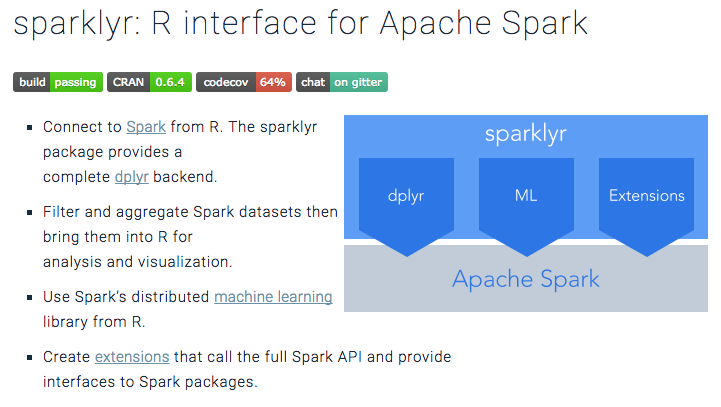 sparklyr: R interface for Apache Spark
build passing CRAN 0.6.4 codecov 64% chat on gitter
Connect to Spark from R. The sparklyr
package provides a
complete dplyr backend.
Filter and aggregate Spark datasets then
bring them into R for
analysis and visualization.
Use Spark's distributed machine learning
library from R.
Create extensions that call the full Spark API and provide
interfaces to Spark packages.
sparklyr
dplyr ML Extensions
Apache Spark